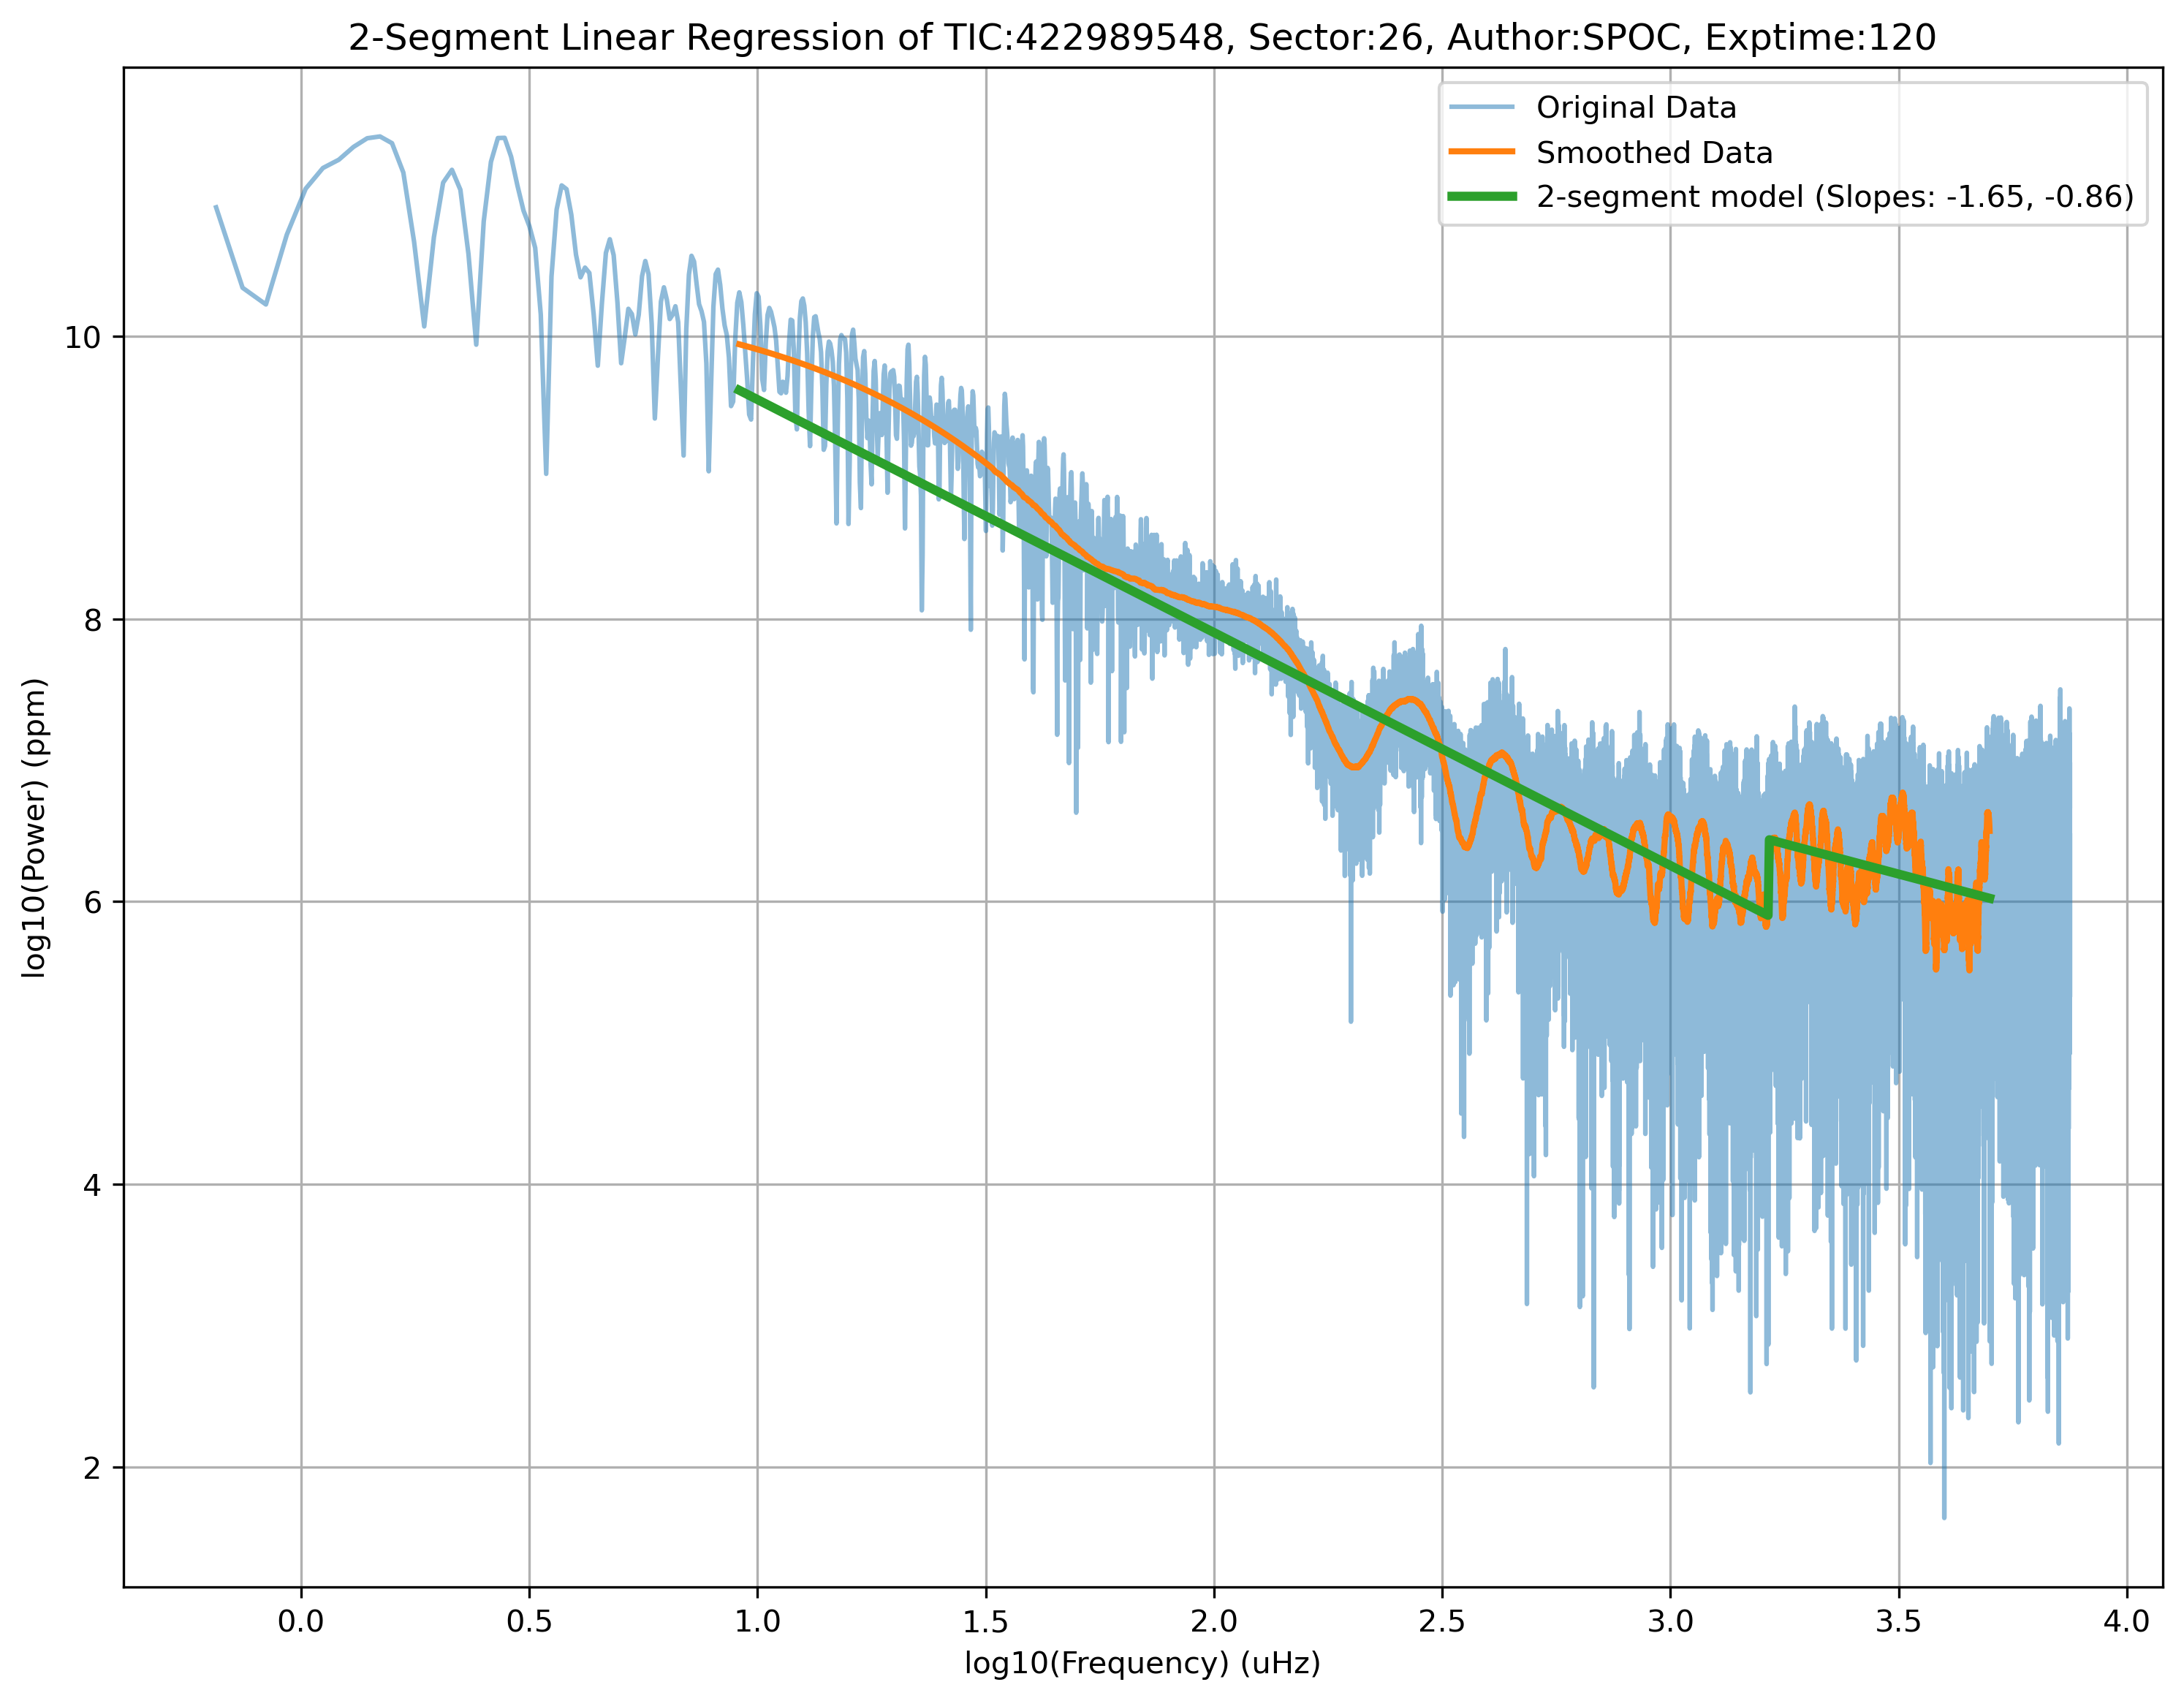 2-Segment Linear Regression of TIC:422989548, Sector:26, Author:SPOC, Exptime:120
Original Data
Smoothed Data
2-segment model (Slopes: -1.65, -0.86)
log10(Power) (ppm)
10
8
6
4
2
0.0 0.5 1.0 1.5 2.0 2.5 3.0 3.5 4.0
log10(Frequency) (uHz)